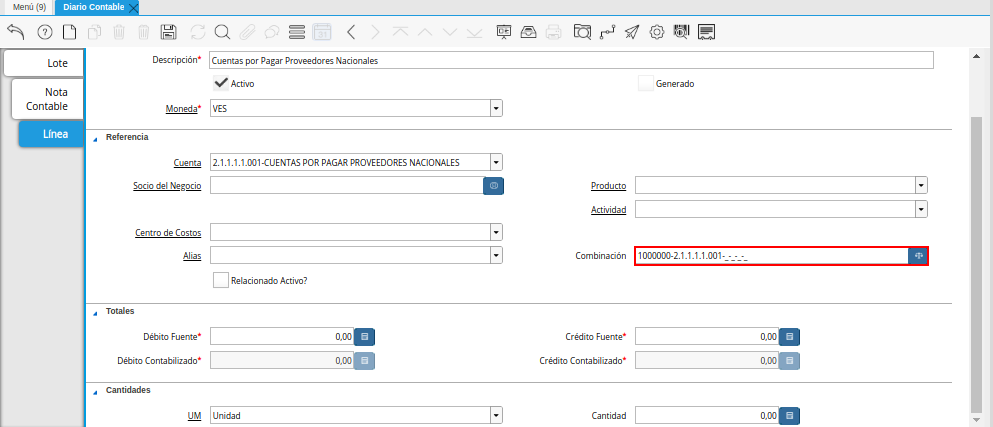 Menú (9) Diario Contable
Lote
Nota
Contable
Línea
Descripción* Cuentas por Pagar Proveedores Nacionales
Activo Generado
Moneda* VES
Referencia
Cuenta 2.1.1.1.1.001-CUENTAS POR PAGAR PROVEEDORES NACIONALES
Socio del Negocio Producto
Actividad
Centro de Costos
Alias Combinación 1000000-2.1.1.1.1.001-_-_-_-_
Relacionado Activo?
Totales
Débito Fuente* 0,00 Crédito Fuente* 0,00
Débito Contabilizado* 0,00 Crédito Contabilizado* 0,00
Cantidades
UM Unidad Cantidad 0,00